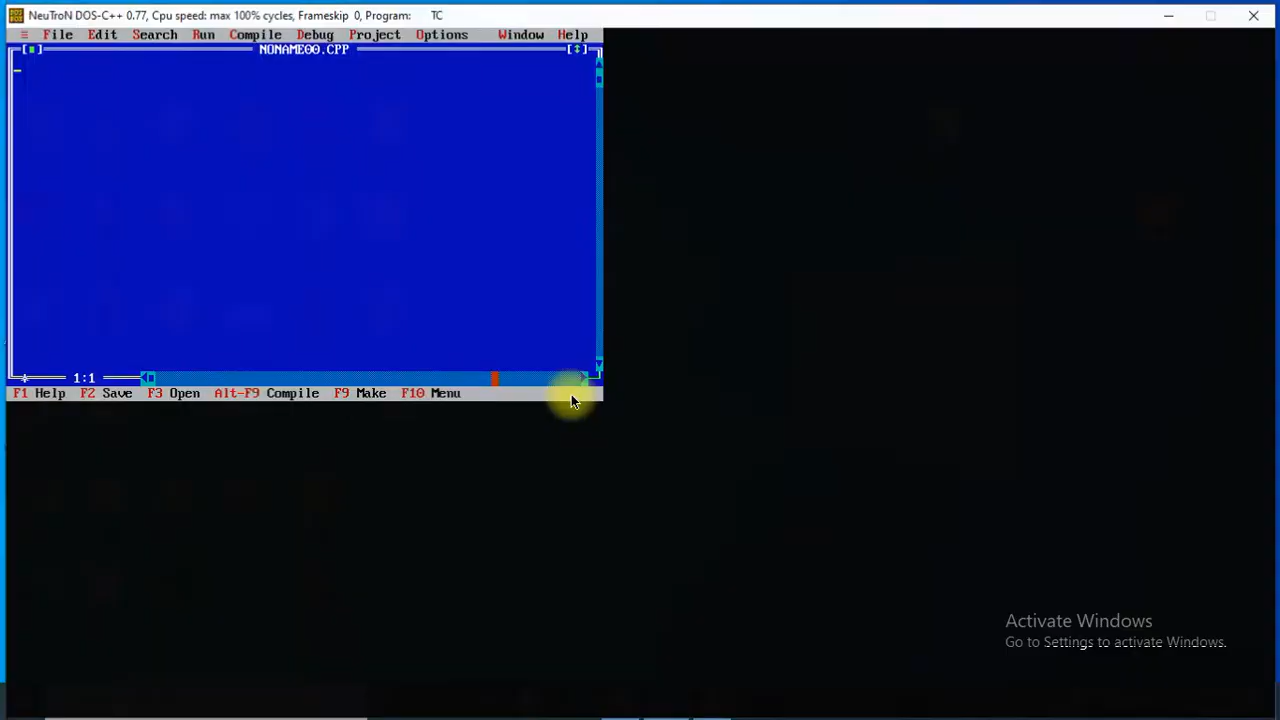 NeuTroN DOS-C++ 0.77, Cpu speed: max 100% cycles, Frameskip 0, Program: TC
≡ File Edit Search Run Compile Debug Project Options Window Help
[■] NONAME00.CPP [↕]
1:1
F1 Help F2 Save F3 Open Alt-F9 Compile F9 Make F10 Menu
Activate Windows
Go to Settings to activate Windows.